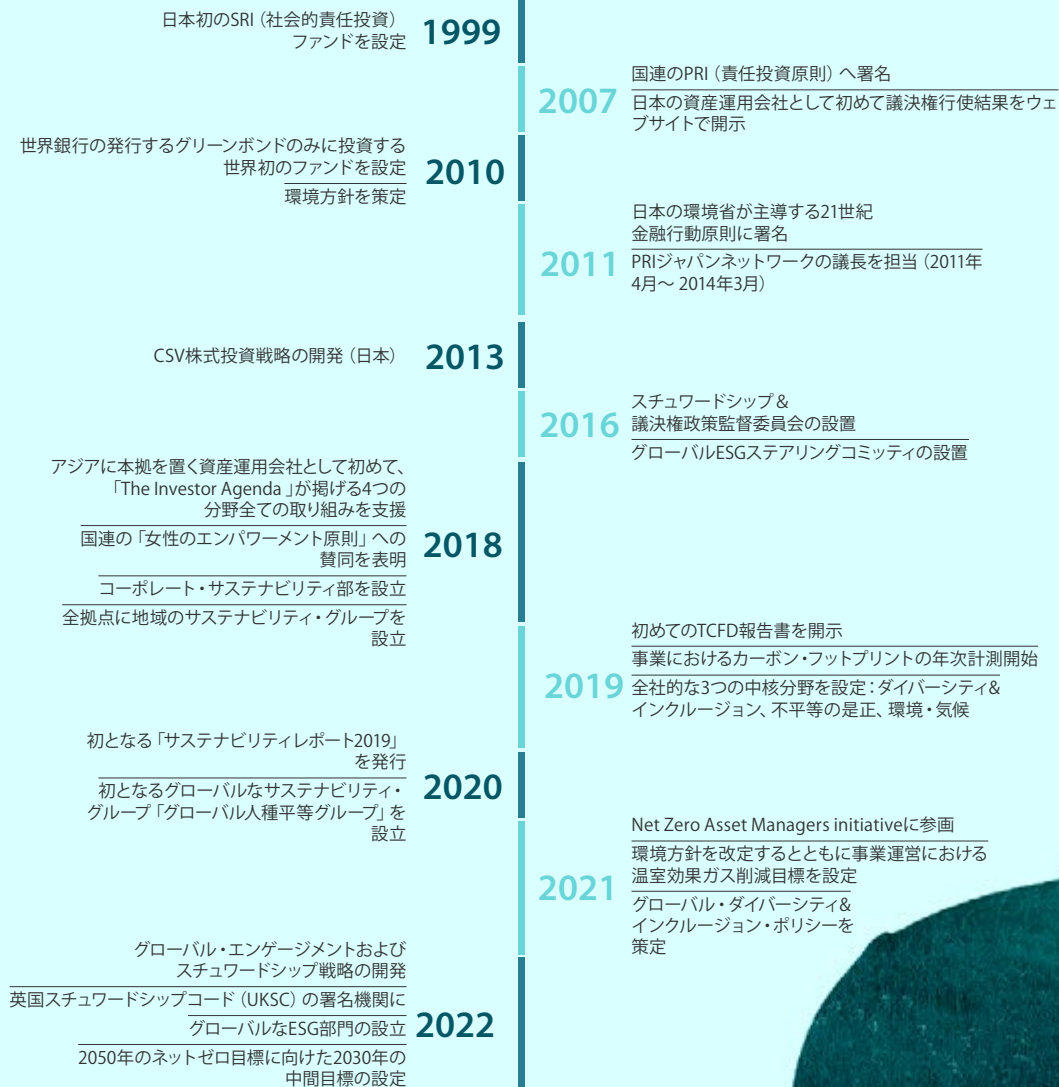 日本初のSRI（社会的責任投資）
ファンドを設定
1999
2007
国連のPRI（責任投資原則）へ署名
日本の資産運用会社として初めて議決権行使結果をウェ
ブサイトで開示
世界銀行の発行するグリーンボンドのみに投資する
世界初のファンドを設定
環境方針を策定
2010
2011
日本の環境省が主導する21世紀
金融行動原則に署名
PRIジャパンネットワークの議長を担当（2011年
4月～ 2014年3月）
CSV株式投資戦略の開発（日本）
2013
2016
スチュワードシップ＆
議決権政策監督委員会の設置
グローバルESGステアリングコミッティの設置
アジアに本拠を置く資産運用会社として初めて、
「The Investor Agenda 」が掲げる4つの
分野全ての取り組みを支援
国連の「女性のエンパワーメント原則」への
賛同を表明
コーポレート・サステナビリティ部を設立
全拠点に地域のサステナビリティ・グループを
設立
2018
2019
初めてのTCFD報告書を開示
事業におけるカーボン・フットプリントの年次計測開始
全社的な3つの中核分野を設定：ダイバーシティ&
インクルージョン、不平等の是正、環境・気候
初となる「サステナビリティレポート2019」
を発行
初となるグローバルなサステナビリティ・
グループ「グローバル人種平等グループ」を
設立
2020
2021
Net Zero Asset Managers initiativeに参画
環境方針を改定するとともに事業運営における
温室効果ガス削減目標を設定
グローバル・ダイバーシティ&
インクルージョン・ポリシーを
策定
グローバル・エンゲージメントおよび
スチュワードシップ戦略の開発
英国スチュワードシップコード（UKSC）の署名機関に
グローバルなESG部門の設立
2050年のネットゼロ目標に向けた2030年の
中間目標の設定
2022